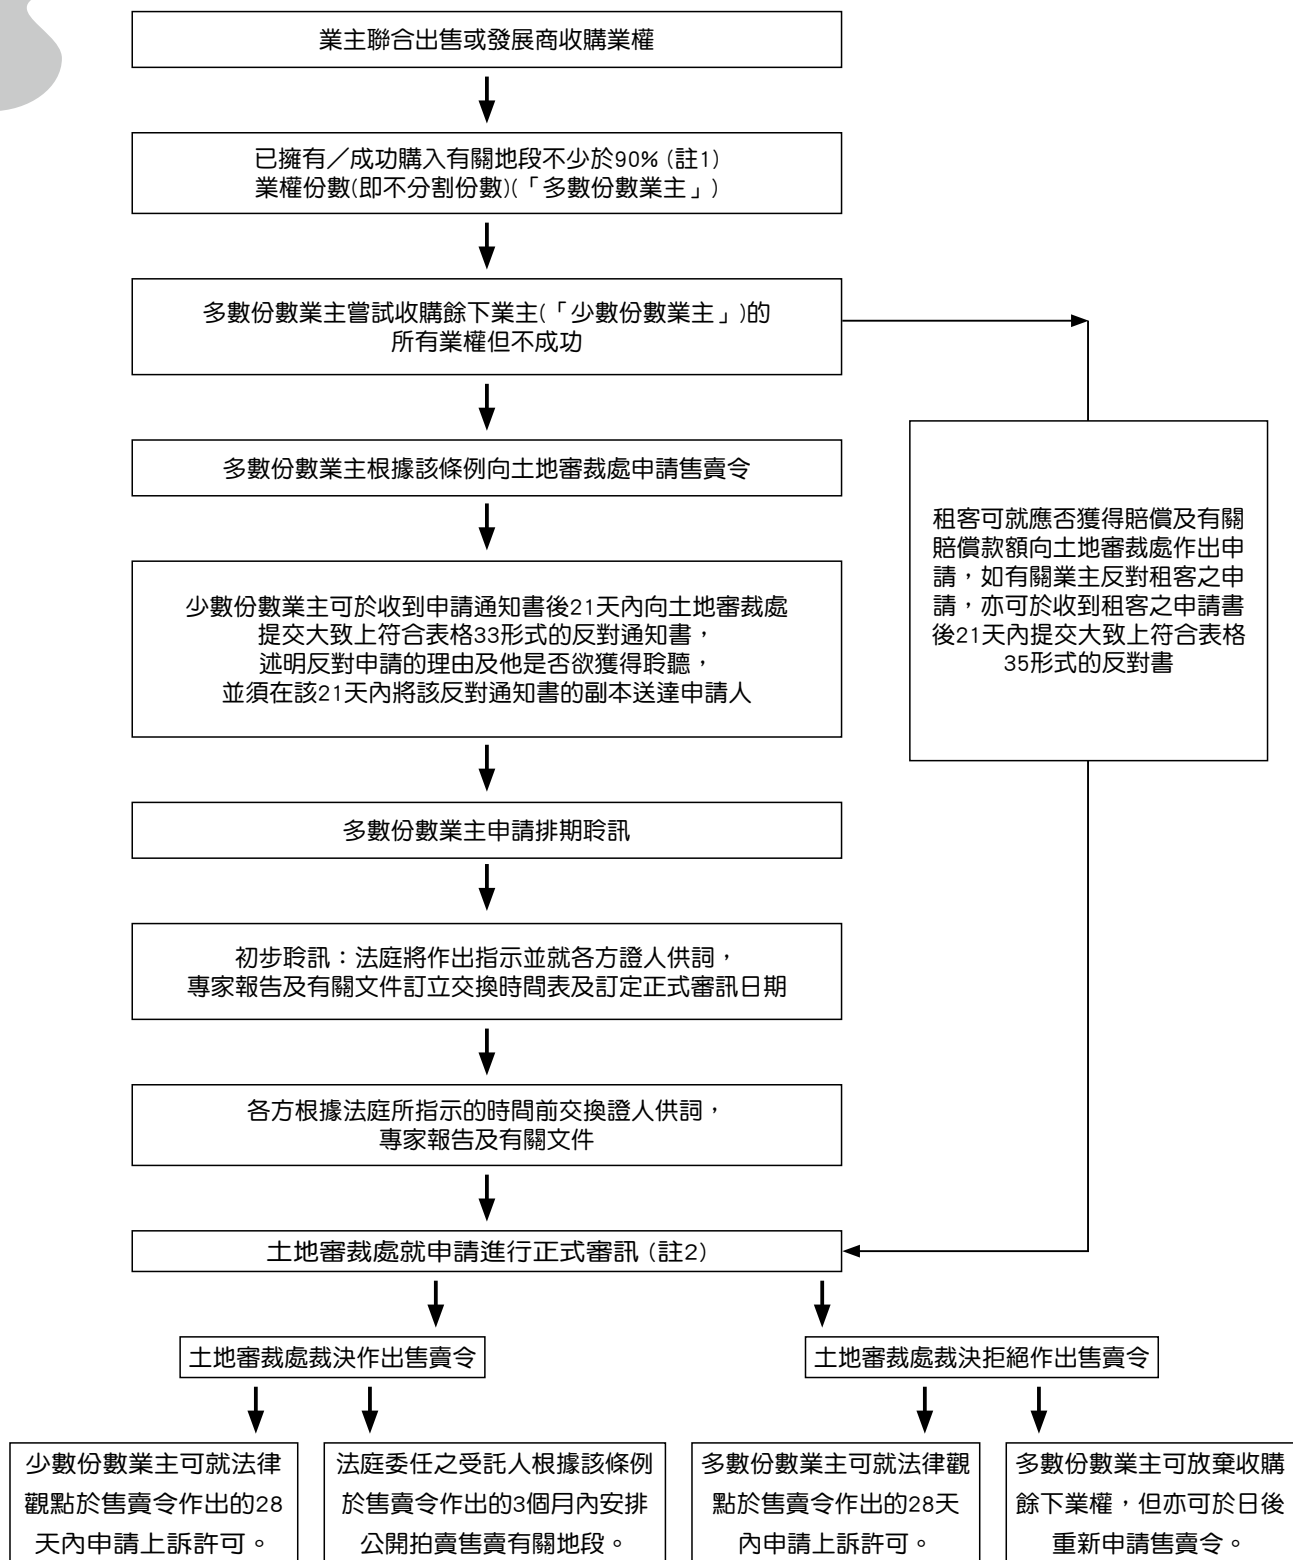 業主聯合出售或發展商收購業權
已擁有／成功購入有關地段不少於90% (註1)
業權份數(即不分割份數)(「多數份數業主」)
多數份數業主嘗試收購餘下業主(「少數份數業主」)的
所有業權但不成功
多數份數業主根據該條例向土地審裁處申請售賣令
租客可就應否獲得賠償及有關
賠償款額向土地審裁處作出申
請，如有關業主反對租客之申
請，亦可於收到租客之申請書
後21天內提交大致上符合表格
35形式的反對書
少數份數業主可於收到申請通知書後21天內向土地審裁處
提交大致上符合表格33形式的反對通知書，
述明反對申請的理由及他是否欲獲得聆聽，
並須在該21天內將該反對通知書的副本送達申請人
多數份數業主申請排期聆訊
初步聆訊：法庭將作出指示並就各方證人供詞，
專家報告及有關文件訂立交換時間表及訂定正式審訊日期
各方根據法庭所指示的時間前交換證人供詞，
專家報告及有關文件
土地審裁處就申請進行正式審訊 (註2)
土地審裁處裁決作出售賣令
土地審裁處裁決拒絕作出售賣令
少數份數業主可就法律
觀點於售賣令作出的28
天內申請上訴許可。
法庭委任之受託人根據該條例
於售賣令作出的3個月內安排
公開拍賣售賣有關地段。
多數份數業主可就法律觀
點於售賣令作出的28天
內申請上訴許可。
多數份數業主可放棄收購
餘下業權，但亦可於日後
重新申請售賣令。